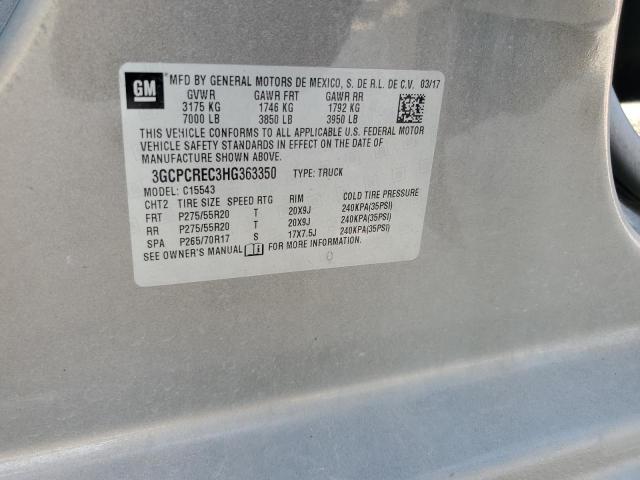 GM
MFD BY GENERAL MOTORS DE MEXICO, S. DE R.L. DE C.V. 03/17
GVWR GAWR FRT GAWR RR
3175 KG 1746 KG 1792 KG
7000 LB 3850 LB 3950 LB
THIS VEHICLE CONFORMS TO ALL APPLICABLE U.S. FEDERAL MOTOR
VEHICLE SAFETY STANDARDS IN EFFECT ON THE DATE OF
MANUFACTURE SHOWN ABOVE.
3GCPCREC3HG363350 TYPE: TRUCK
MODEL: C15543
CHT2 TIRE SIZE SPEED RTG RIM COLD TIRE PRESSURE
FRT P275/55R20 T 20X9J 240KPA(35PSI)
RR P275/55R20 T 20X9J 240KPA(35PSI)
SPA P265/70R17 S 17X7.5J 240KPA(35PSI)
SEE OWNER'S MANUAL FOR MORE INFORMATION.
0